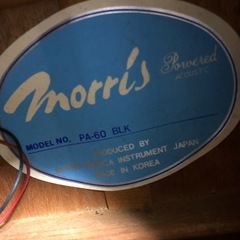 Morris
Powered
ACOUSTIC
MODEL NO. PA-60 BLK
PRODUCED BY
INSTRUMENT JAPAN
MADE IN KOREA